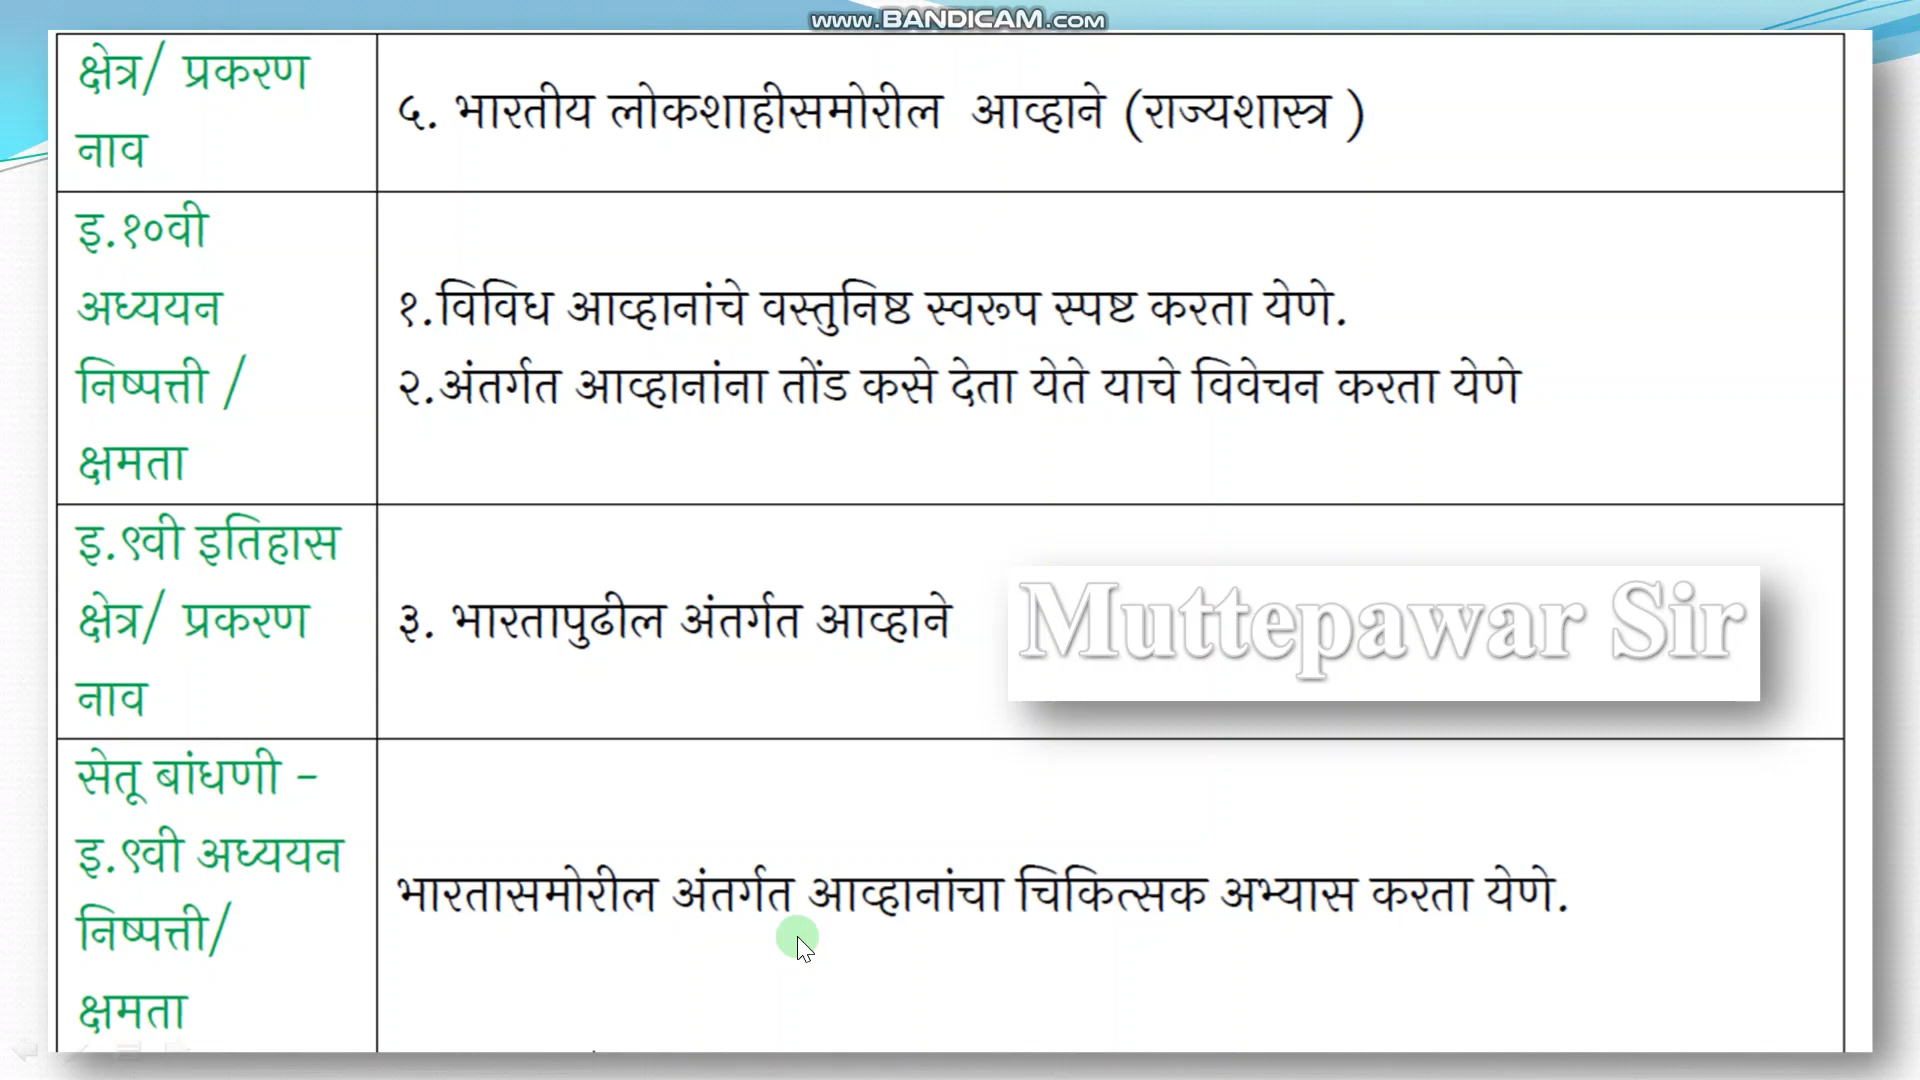 www.BANDICAM.com
क्षेत्र/ प्रकरण
नाव
५. भारतीय लोकशाहीसमोरील आव्हाने (राज्यशास्त्र )
इ.१०वी
अध्ययन
निष्पत्ती /
क्षमता
१.विविध आव्हानांचे वस्तुनिष्ठ स्वरूप स्पष्ट करता येणे.
२.अंतर्गत आव्हानांना तोंड कसे देता येते याचे विवेचन करता येणे
इ.९वी इतिहास
क्षेत्र/ प्रकरण
नाव
३. भारतापुढील अंतर्गत आव्हाने
Muttepawar Sir
सेतू बांधणी -
इ.९वी अध्ययन
निष्पत्ती/
क्षमता
भारतासमोरील अंतर्गत आव्हानांचा चिकित्सक अभ्यास करता येणे.